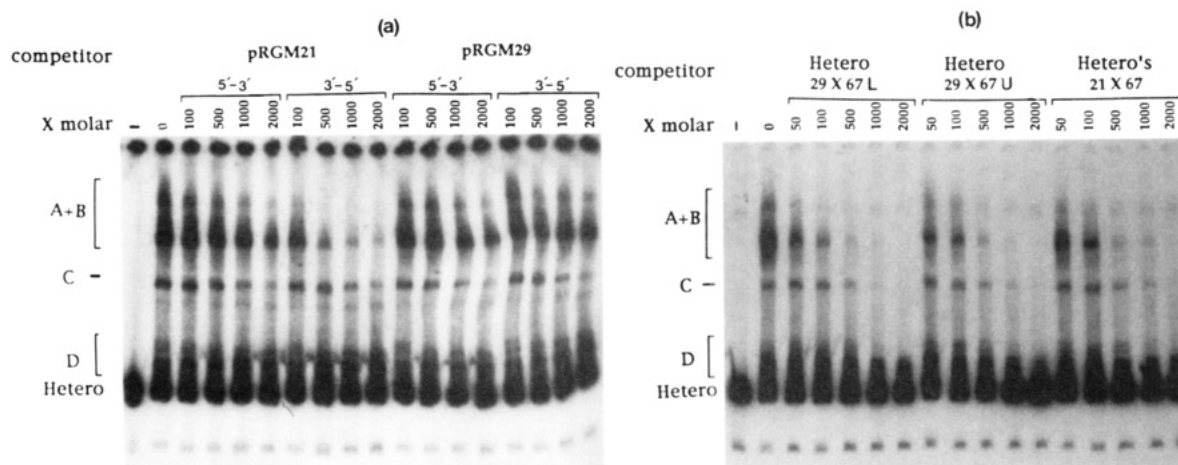 (a)
competitor pRGM21 pRGM29
5´-3´ 3´-5´ 5´-3´ 3´-5´
X molar – 0 100 500 1000 2000 100 500 1000 2000 100 500 1000 2000 100 500 1000 2000
A+B
C –
D
Hetero
(b)
competitor Hetero 29 X 67 L Hetero 29 X 67 U Hetero's 21 X 67
X molar – 0 50 100 500 1000 2000 50 100 500 1000 2000 50 100 500 1000 2000
A+B
C –
D
Hetero